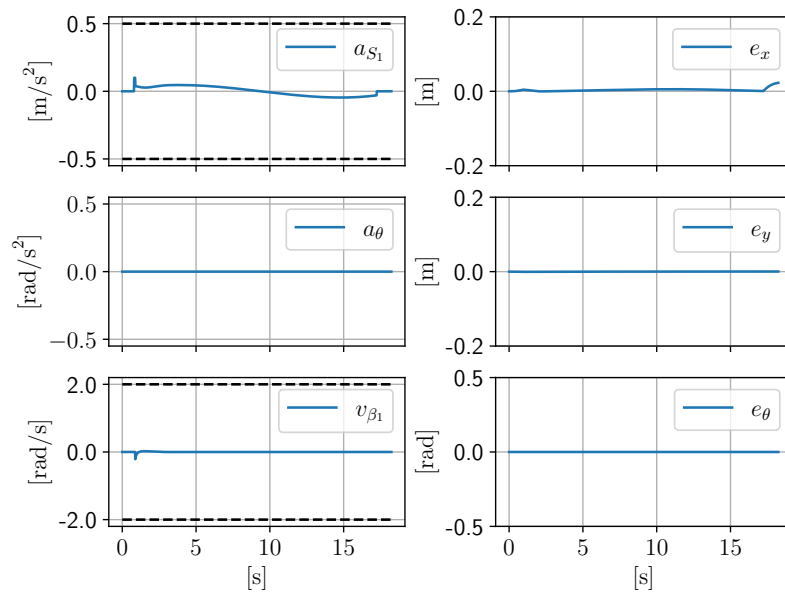 0.5
0.0
-0.5
[m/s²]
a_{S_1}
0.2
0.0
-0.2
[m]
e_x
0.5
0.0
−0.5
[rad/s²]
a_θ
0.2
0.0
-0.2
[m]
e_y
2.0
0.0
-2.0
[rad/s]
v_{β_1}
0 5 10 15
[s]
0.5
0.0
-0.5
[rad]
e_θ
0 5 10 15
[s]